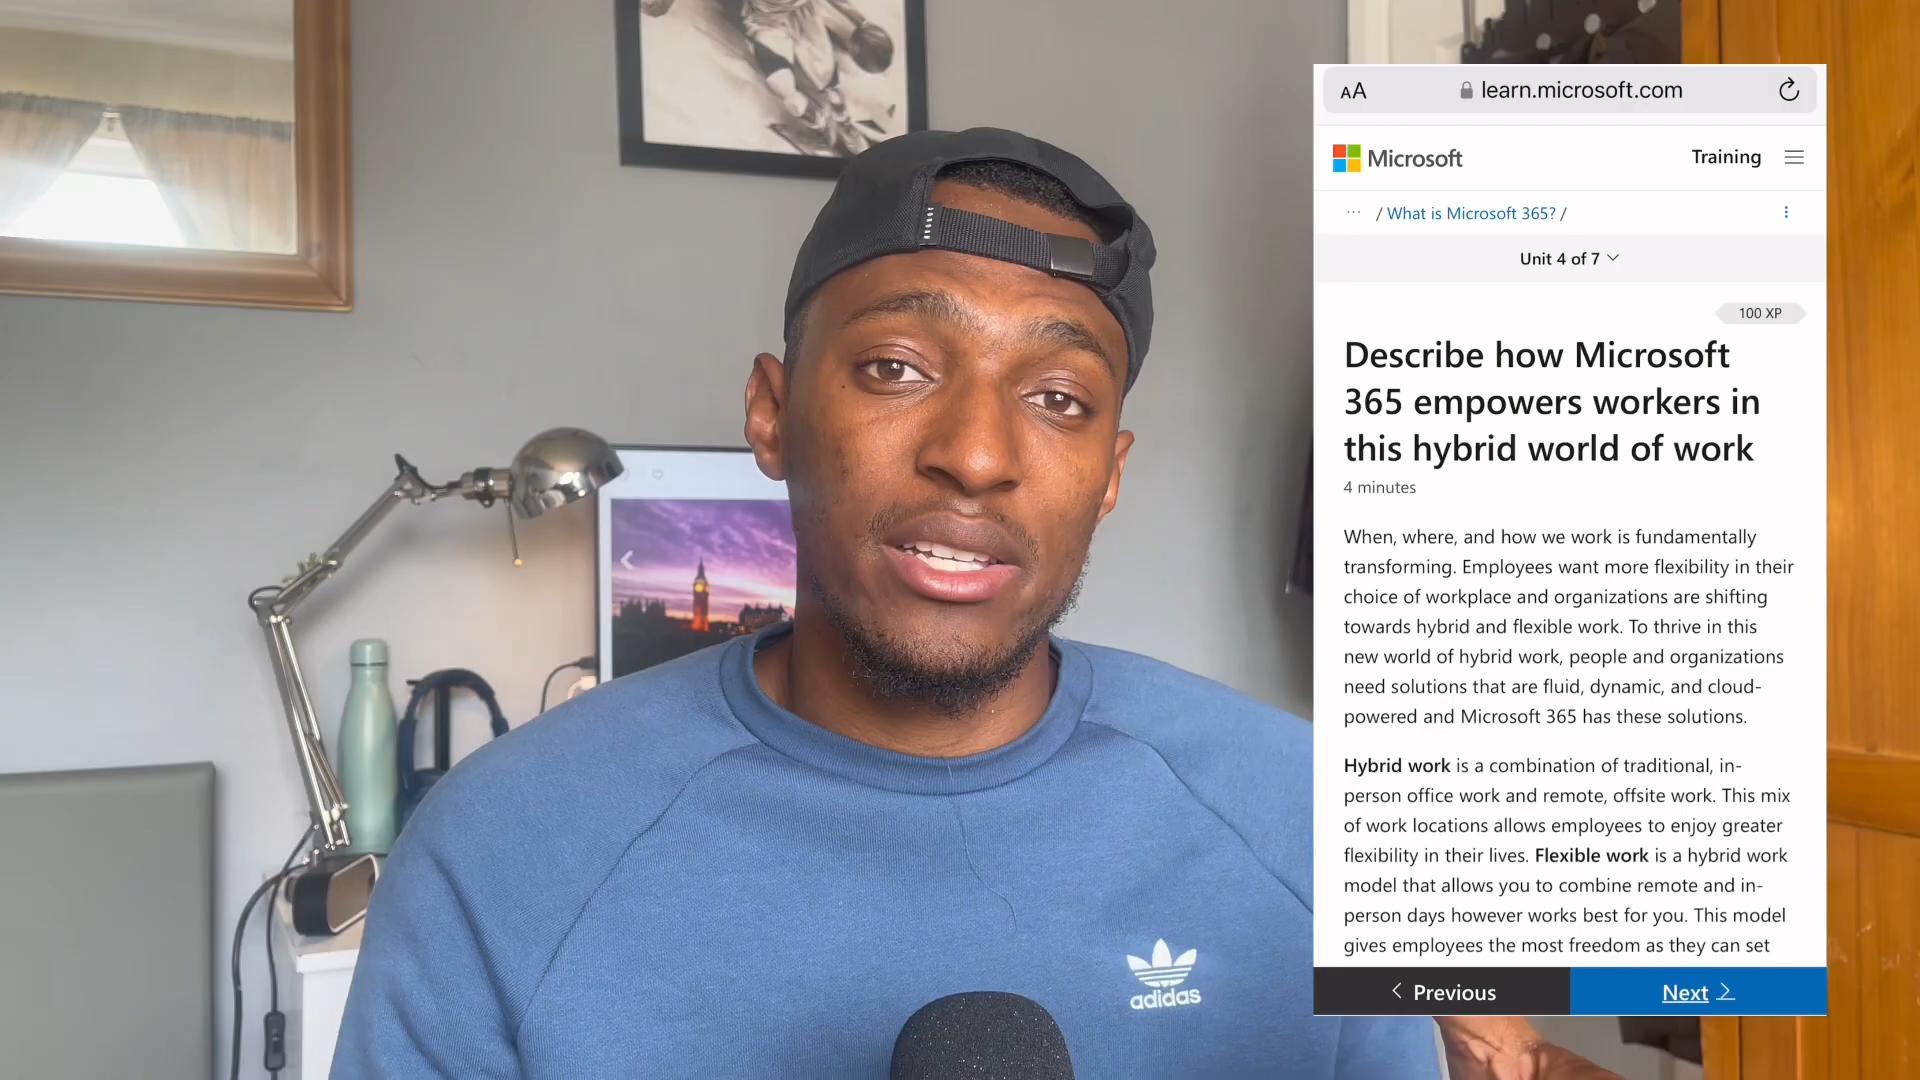 AA learn.microsoft.com
Microsoft Training
... / What is Microsoft 365? /
Unit 4 of 7
100 XP
Describe how Microsoft
365 empowers workers in
this hybrid world of work
4 minutes
When, where, and how we work is fundamentally
transforming. Employees want more flexibility in their
choice of workplace and organizations are shifting
towards hybrid and flexible work. To thrive in this
new world of hybrid work, people and organizations
need solutions that are fluid, dynamic, and cloud-
powered and Microsoft 365 has these solutions.
Hybrid work is a combination of traditional, in-
person office work and remote, offsite work. This mix
of work locations allows employees to enjoy greater
flexibility in their lives. Flexible work is a hybrid work
model that allows you to combine remote and in-
person days however works best for you. This model
gives employees the most freedom as they can set
< Previous
Next >
adidas